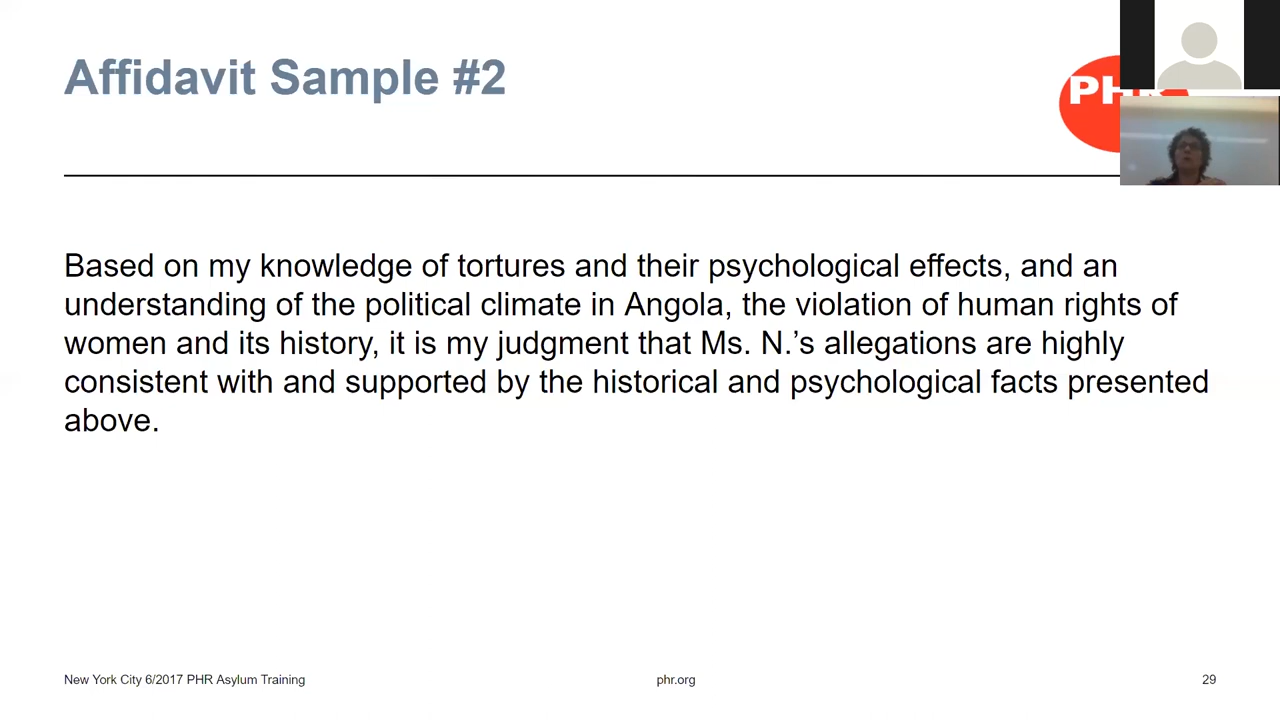 Affidavit Sample #2
Based on my knowledge of tortures and their psychological effects, and an
understanding of the political climate in Angola, the violation of human rights of
women and its history, it is my judgment that Ms. N.’s allegations are highly
consistent with and supported by the historical and psychological facts presented
above.
New York City 6/2017 PHR Asylum Training
phr.org
29